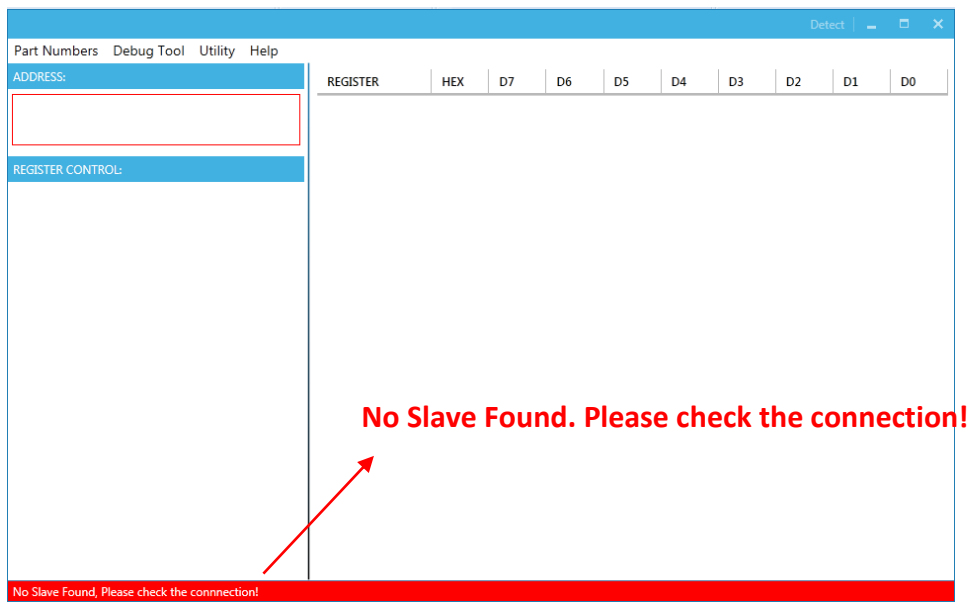 Detect
Part Numbers Debug Tool Utility Help
ADDRESS:
REGISTER HEX D7 D6 D5 D4 D3 D2 D1 D0
REGISTER CONTROL:
No Slave Found. Please check the connection!
No Slave Found, Please check the connnection!